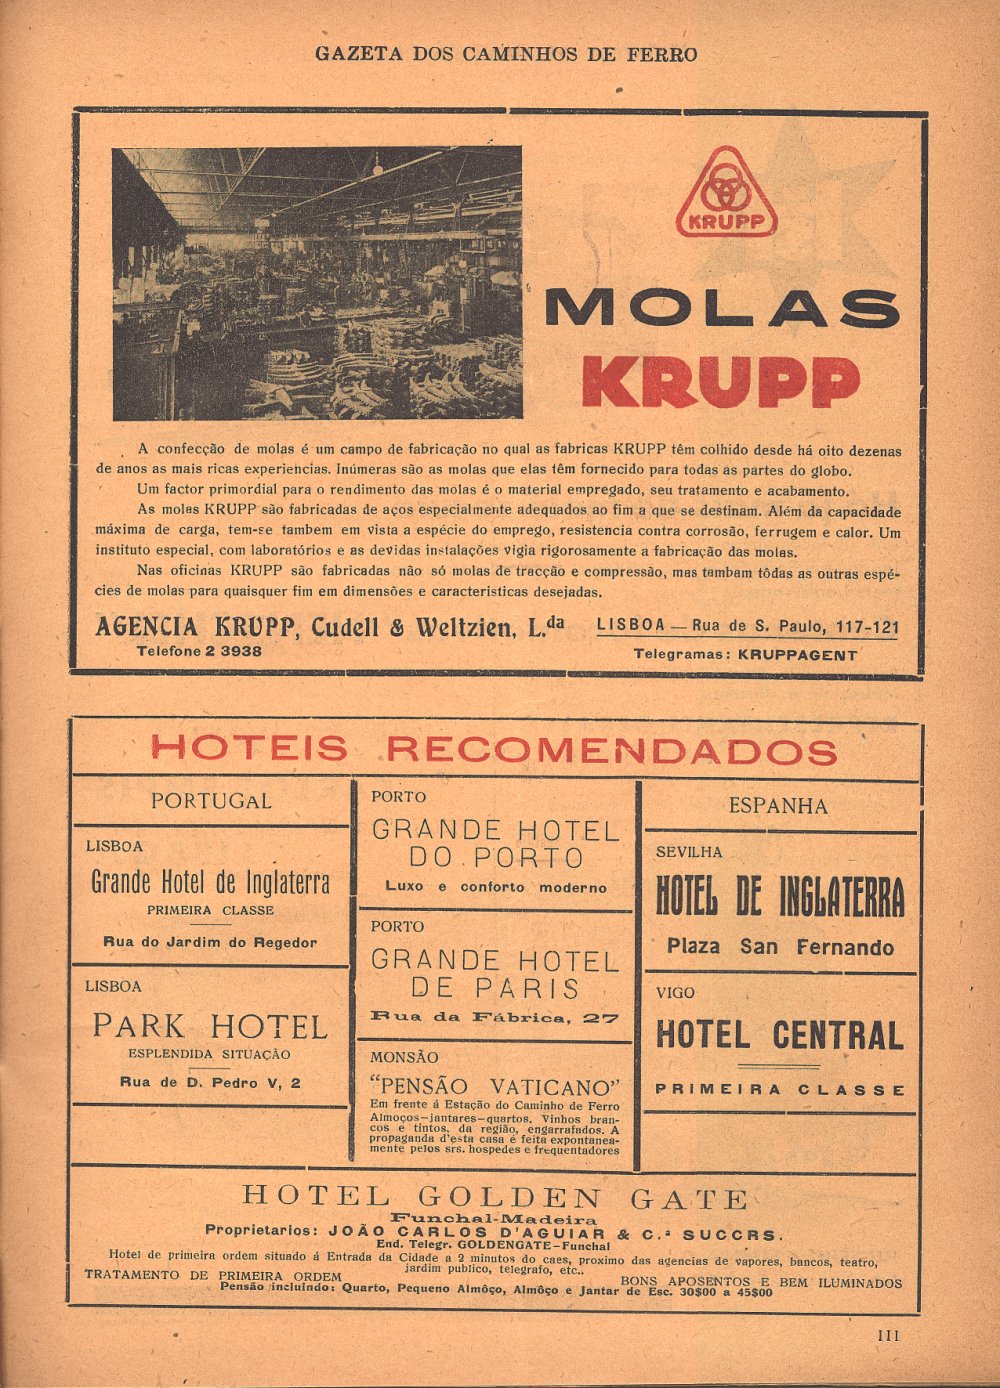 GAZETA DOS CAMINHOS DE FERRO
KRUPP
MOLAS
KRUPP
A confecção de molas é um campo de fabricação no qual as fabricas KRUPP têm colhido desde há oito dezenas
de anos as mais ricas experiencias. Inúmeras são as molas que elas têm fornecido para todas as partes do globo.
Um factor primordial para o rendimento das molas é o material empregado, seu tratamento e acabamento.
As molas KRUPP são fabricadas de aços especialmente adequados ao fim a que se destinam. Além da capacidade
máxima de carga, tem-se tambem em vista a espécie do emprego, resistencia contra corrosão, ferrugem e calor. Um
instituto especial, com laboratórios e as devidas instalações vigia rigorosamente a fabricação das molas.
Nas oficinas KRUPP são fabricadas não só molas de tracção e compressão, mas tambam tôdas as outras espé-
cies de molas para quaisquer fim em dimensões e caracteristicas desejadas.
AGENCIA KRUPP, Cudell & Weltzien, L.da
Telefone 2 3938
LISBOA — Rua de S. Paulo, 117-121
Telegramas: KRUPPAGENT
HOTEIS RECOMENDADOS
PORTUGAL
LISBOA
Grande Hotel de Inglaterra
PRIMEIRA CLASSE
Rua do Jardim do Regedor
LISBOA
PARK HOTEL
ESPLENDIDA SITUAÇÃO
Rua de D. Pedro V, 2
PORTO
GRANDE HOTEL
DO PORTO
Luxo e conforto moderno
PORTO
GRANDE HOTEL
DE PARIS
Rua da Fábrica, 27
MONSÃO
“PENSÃO VATICANO”
Em frente á Estação do Caminho de Ferro
Almoços—jantares—quartos. Vinhos bran-
cos e tintos, da região, engarrafados. A
propaganda d'esta casa é feita expontanea-
mente pelos srs. hospedes e frequentadores
ESPANHA
SEVILHA
HOTEL DE INGLATERRA
Plaza San Fernando
VIGO
HOTEL CENTRAL
PRIMEIRA CLASSE
HOTEL GOLDEN GATE
Funchal-Madeira
Proprietarios: JOÃO CARLOS D'AGUIAR & C.ª SUCCRS.
End. Telegr. GOLDENGATE—Funchal
Hotel de primeira ordem situado á Entrada da Cidade a 2 minutos do caes, proximo das agencias de vapores, bancos, teatro,
jardim publico, telegrafo, etc..
TRATAMENTO DE PRIMEIRA ORDEM
BONS APOSENTOS E BEM ILUMINADOS
Pensão incluindo: Quarto, Pequeno Almôço, Almôço e Jantar de Esc. 30$00 a 45$00
III